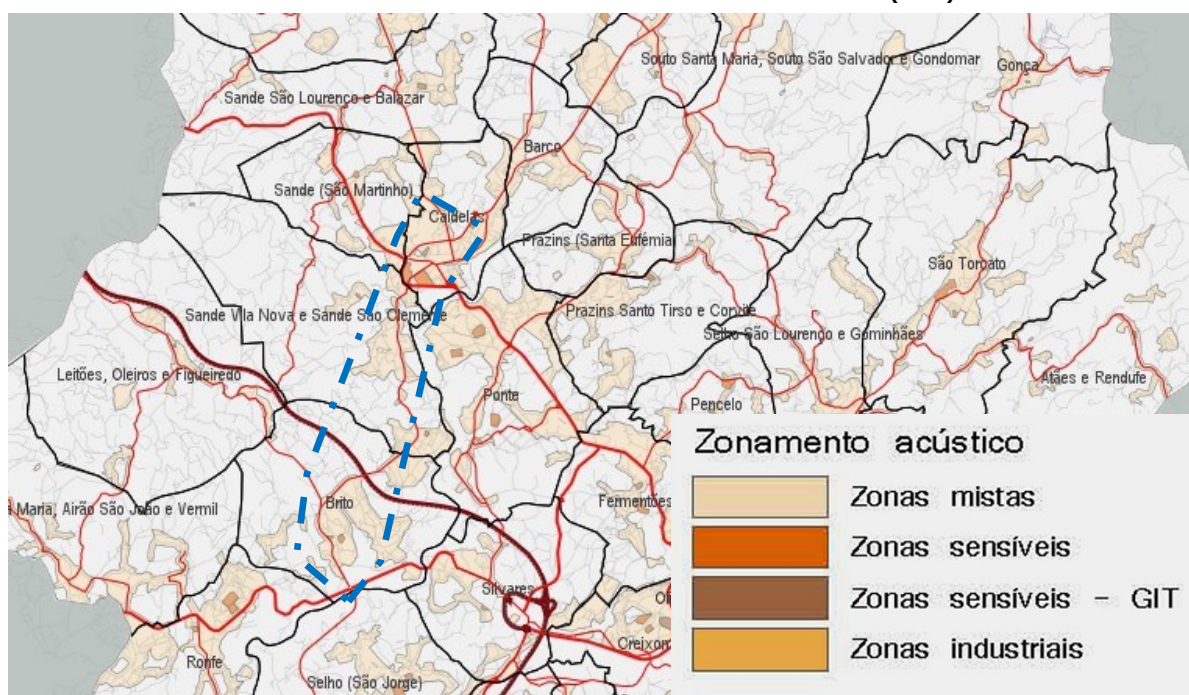 Souto Santa Maria, Souto São Salvador e Gondomar
Gonça
Sande São Lourenço e Balazar
Barco
Sande (São Martinho)
Caldelas
Prazins (Santa Eufémia)
São Torcato
Sande Vila Nova e Sande São Clemente
Prazins Santo Tirso e Corvite
Selho São Lourenço e Gominhães
Leitões, Oleiros e Figueiredo
Atães e Rendufe
Ponte
Pencelo
Zonamento acústico
Zonas mistas
Zonas sensíveis
Zonas sensíveis - GIT
Zonas industriais
Brito
Fermentões
Maria, Airão São João e Vermil
Silvares
Creixom
Ronfe
Selho (São Jorge)